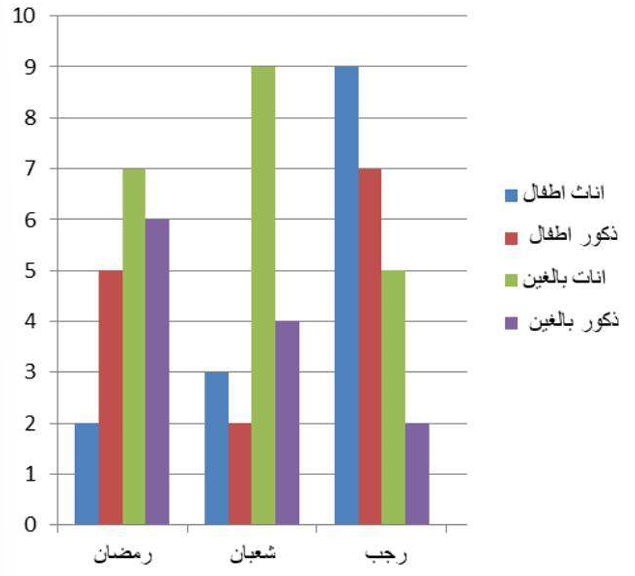 10
9
8
7
6
5
4
3
2
1
0
رمضان
شعبان
رجب
اناث اطفال
ذكور اطفال
انات بالغين
ذكور بالغين